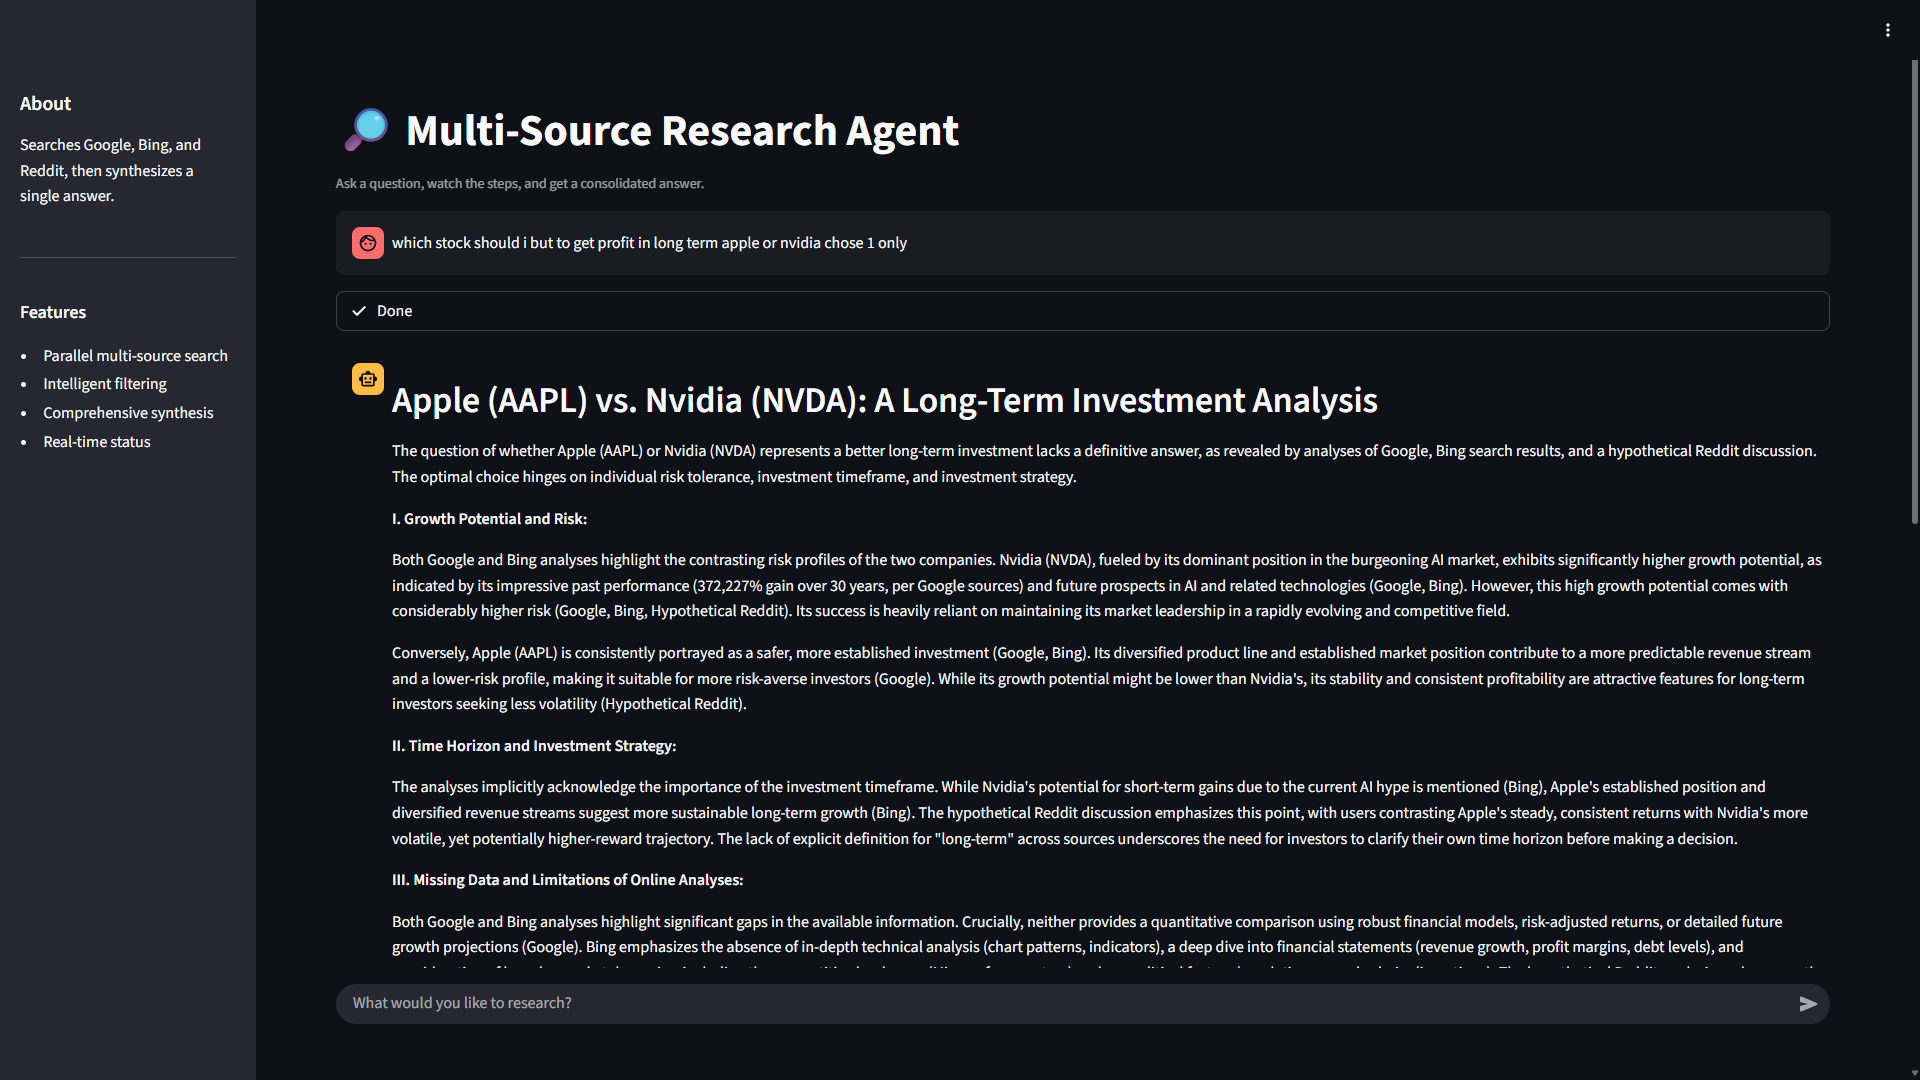 About
Searches Google, Bing, and
Reddit, then synthesizes a
single answer.
Features
Parallel multi-source search
Intelligent filtering
Comprehensive synthesis
Real-time status
Multi-Source Research Agent
Ask a question, watch the steps, and get a consolidated answer.
which stock should i but to get profit in long term apple or nvidia chose 1 only
Done
Apple (AAPL) vs. Nvidia (NVDA): A Long-Term Investment Analysis
The question of whether Apple (AAPL) or Nvidia (NVDA) represents a better long-term investment lacks a definitive answer, as revealed by analyses of Google, Bing search results, and a hypothetical Reddit discussion.
The optimal choice hinges on individual risk tolerance, investment timeframe, and investment strategy.
I. Growth Potential and Risk:
Both Google and Bing analyses highlight the contrasting risk profiles of the two companies. Nvidia (NVDA), fueled by its dominant position in the burgeoning AI market, exhibits significantly higher growth potential, as
indicated by its impressive past performance (372,227% gain over 30 years, per Google sources) and future prospects in AI and related technologies (Google, Bing). However, this high growth potential comes with
considerably higher risk (Google, Bing, Hypothetical Reddit). Its success is heavily reliant on maintaining its market leadership in a rapidly evolving and competitive field.
Conversely, Apple (AAPL) is consistently portrayed as a safer, more established investment (Google, Bing). Its diversified product line and established market position contribute to a more predictable revenue stream
and a lower-risk profile, making it suitable for more risk-averse investors (Google). While its growth potential might be lower than Nvidia's, its stability and consistent profitability are attractive features for long-term
investors seeking less volatility (Hypothetical Reddit).
II. Time Horizon and Investment Strategy:
The analyses implicitly acknowledge the importance of the investment timeframe. While Nvidia's potential for short-term gains due to the current AI hype is mentioned (Bing), Apple's established position and
diversified revenue streams suggest more sustainable long-term growth (Bing). The hypothetical Reddit discussion emphasizes this point, with users contrasting Apple's steady, consistent returns with Nvidia's more
volatile, yet potentially higher-reward trajectory. The lack of explicit definition for "long-term" across sources underscores the need for investors to clarify their own time horizon before making a decision.
III. Missing Data and Limitations of Online Analyses:
Both Google and Bing analyses highlight significant gaps in the available information. Crucially, neither provides a quantitative comparison using robust financial models, risk-adjusted returns, or detailed future
growth projections (Google). Bing emphasizes the absence of in-depth technical analysis (chart patterns, indicators), a deep dive into financial statements (revenue growth, profit margins, debt levels), and
What would you like to research?